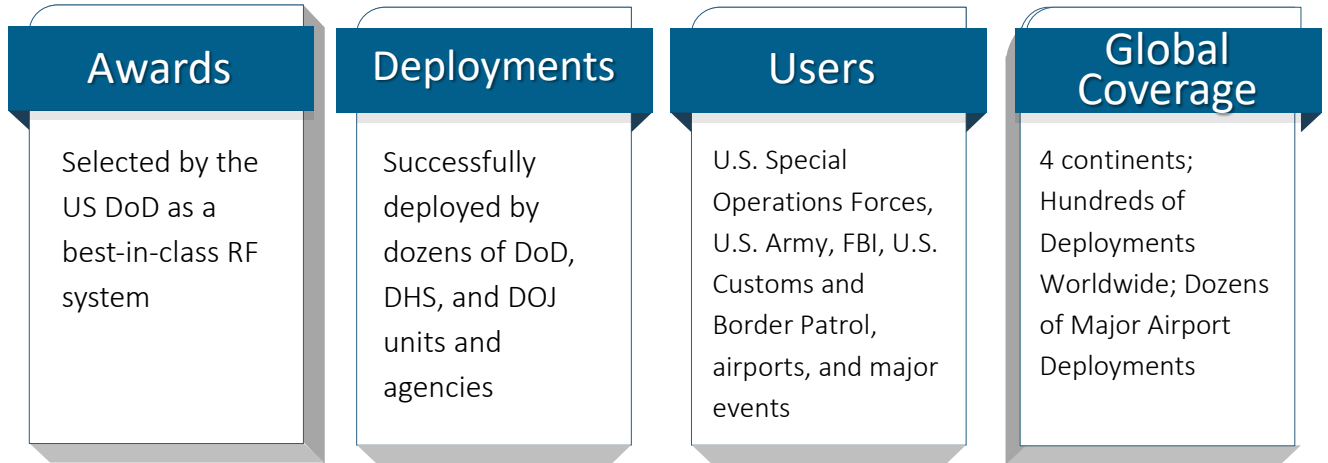 Awards
Selected by the
US DoD as a
best-in-class RF
system
Deployments
Successfully
deployed by
dozens of DoD,
DHS, and DOJ
units and
agencies
Users
U.S. Special
Operations Forces,
U.S. Army, FBI, U.S.
Customs and
Border Patrol,
airports, and major
events
Global
Coverage
4 continents;
Hundreds of
Deployments
Worldwide; Dozens
of Major Airport
Deployments